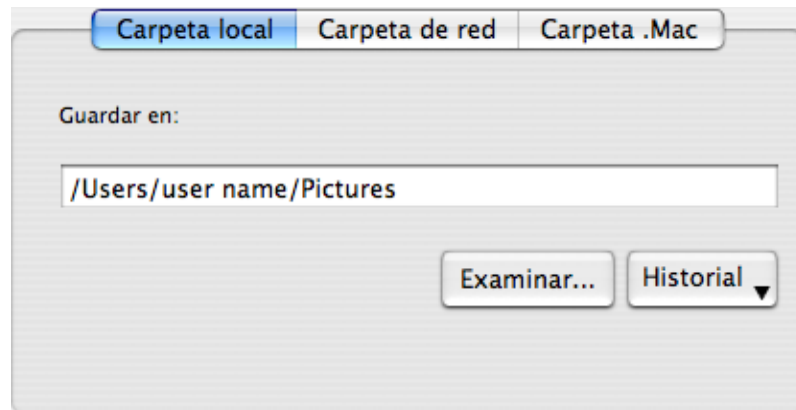 Carpeta local Carpeta de red Carpeta .Mac
Guardar en:
/Users/user name/Pictures
Examinar... Historial